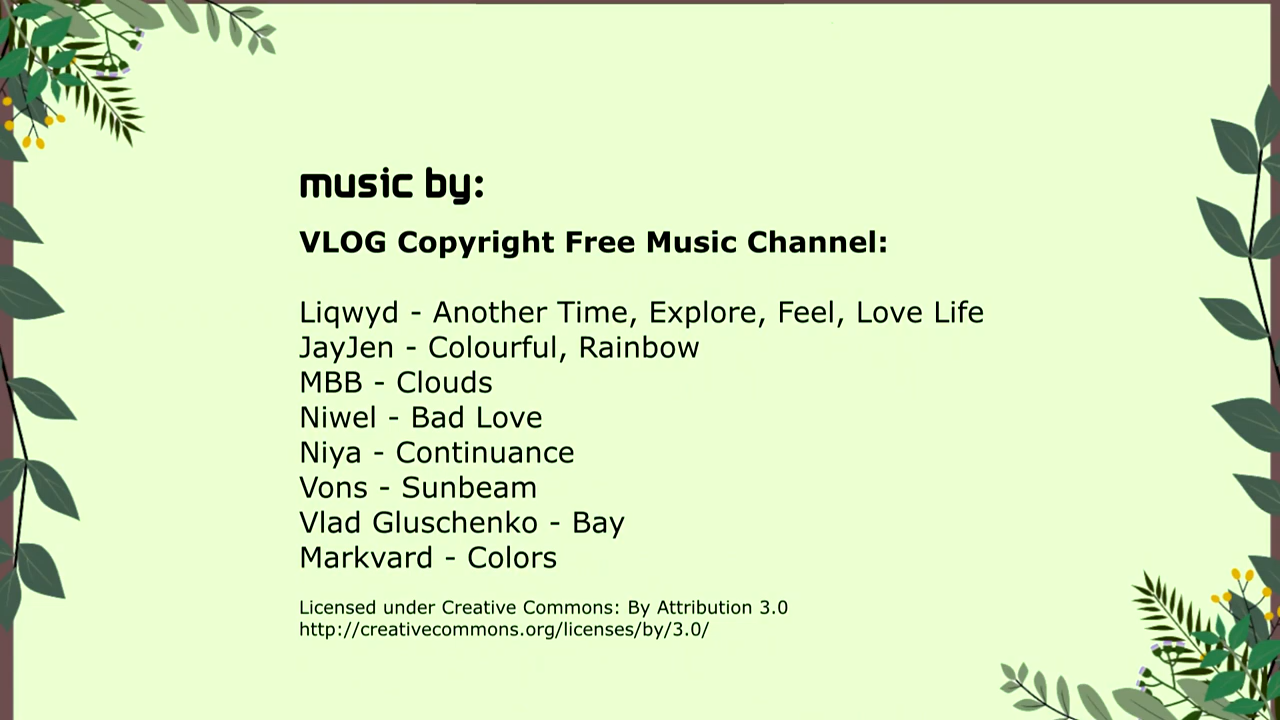 music by:
VLOG Copyright Free Music Channel:
Liqwyd - Another Time, Explore, Feel, Love Life
JayJen - Colourful, Rainbow
MBB - Clouds
Niwel - Bad Love
Niya - Continuance
Vons - Sunbeam
Vlad Gluschenko - Bay
Markvard - Colors
Licensed under Creative Commons: By Attribution 3.0
http://creativecommons.org/licenses/by/3.0/